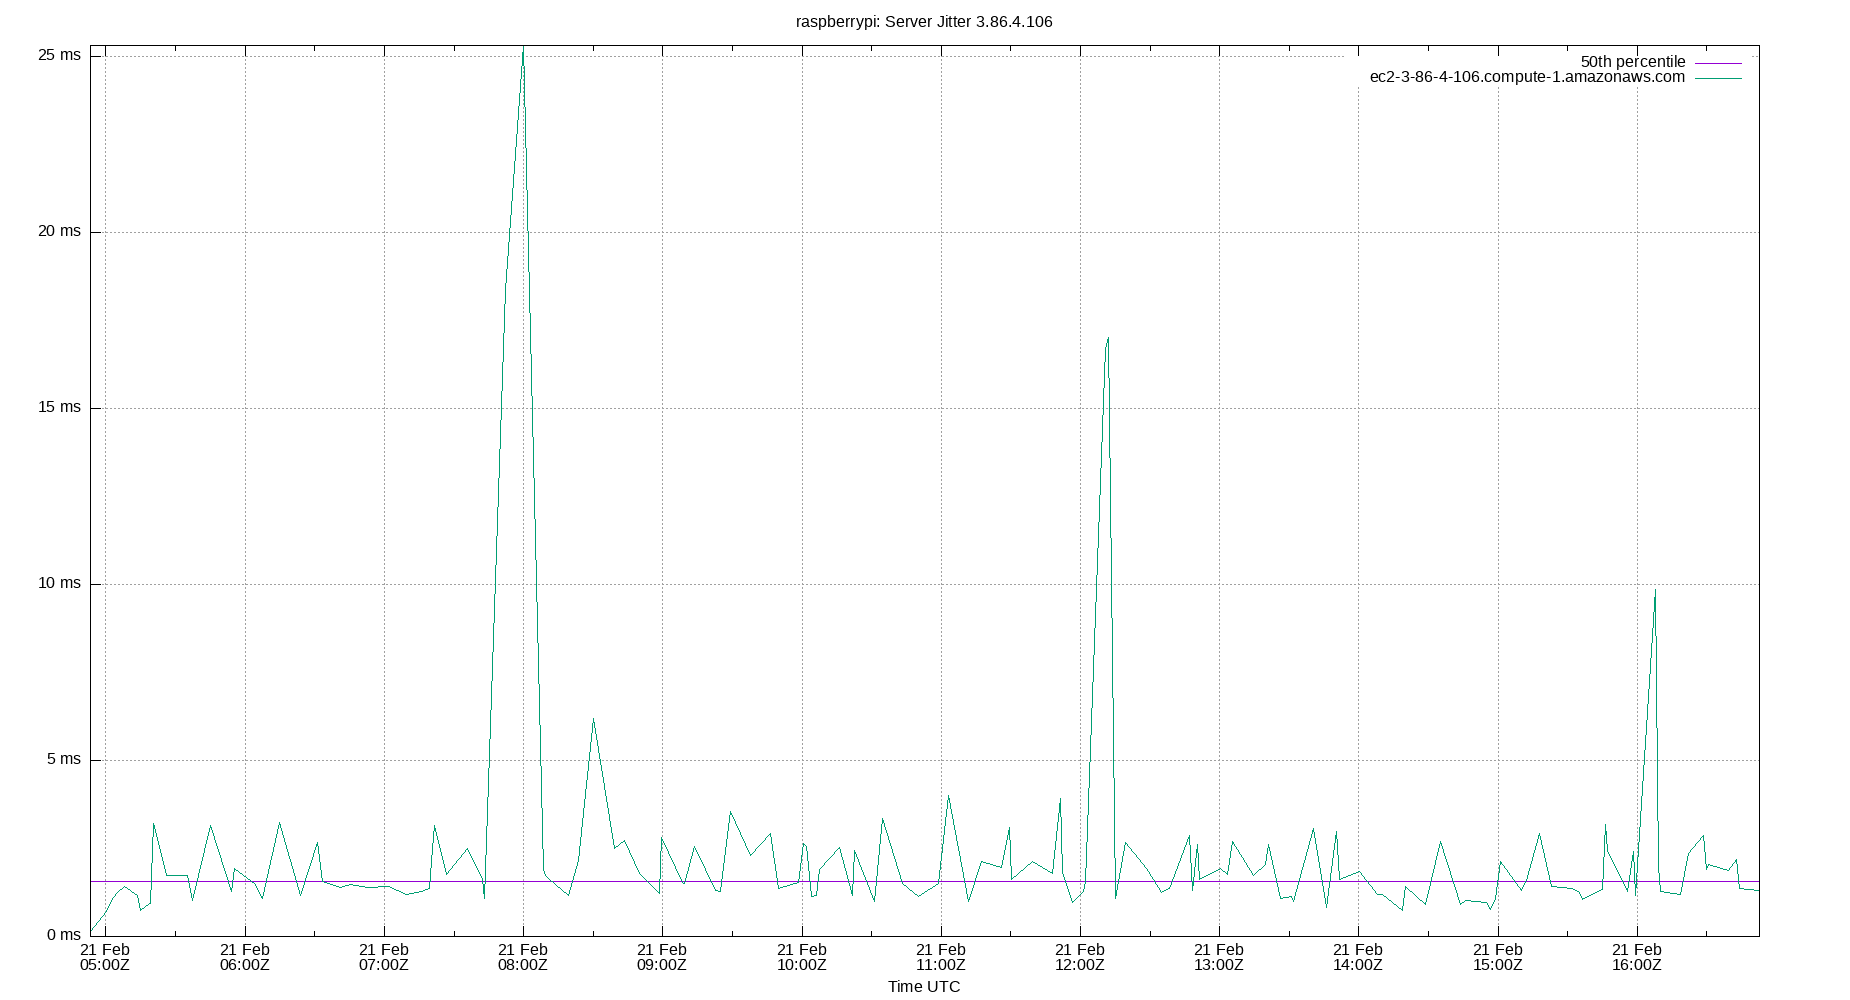 raspberrypi: Server Jitter 3.86.4.106
25 ms
20 ms
15 ms
10 ms
5 ms
0 ms
50th percentile
ec2-3-86-4-106.compute-1.amazonaws.com
21 Feb 21 Feb 21 Feb 21 Feb 21 Feb 21 Feb 21 Feb 21 Feb 21 Feb 21 Feb 21 Feb 21 Feb
05:00Z 06:00Z 07:00Z 08:00Z 09:00Z 10:00Z 11:00Z 12:00Z 13:00Z 14:00Z 15:00Z 16:00Z
Time UTC